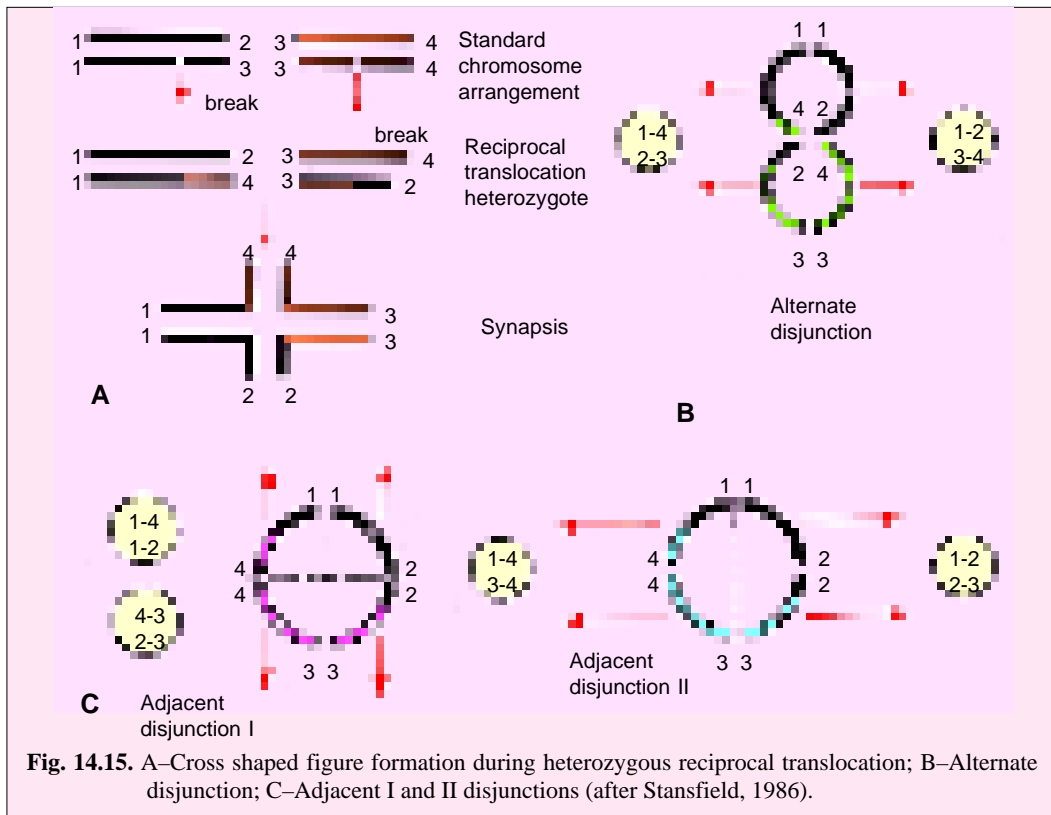 1 2 3 4 Standard
1 3 3 4 chromosome
break arrangement
break
1 2 3 4 Reciprocal
1 4 3 2 translocation
heterozygote
4 4
1 3
1 3 Synapsis
2 2
A
1 1
4 2
1-4 1-2
2-3 3-4
2 4
3 3
Alternate
disjunction
B
1-4
1-2
4-3
2-3
1 1
4 2
4 2
3 3
C Adjacent
disjunction I
1 1
1-4 4 2 1-2
3-4 4 2 2-3
3 3
Adjacent
disjunction II
Fig. 14.15. A–Cross shaped figure formation during heterozygous reciprocal translocation; B–Alternate
disjunction; C–Adjacent I and II disjunctions (after Stansfield, 1986).